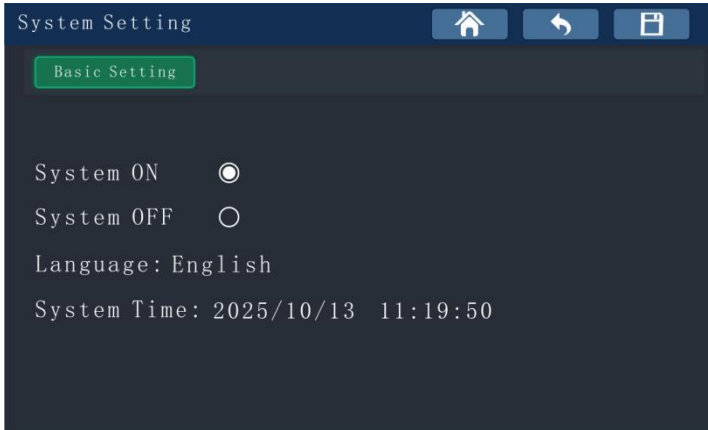 System Setting
Basic Setting
System ON
System OFF
Language: English
System Time: 2025/10/13 11:19:50